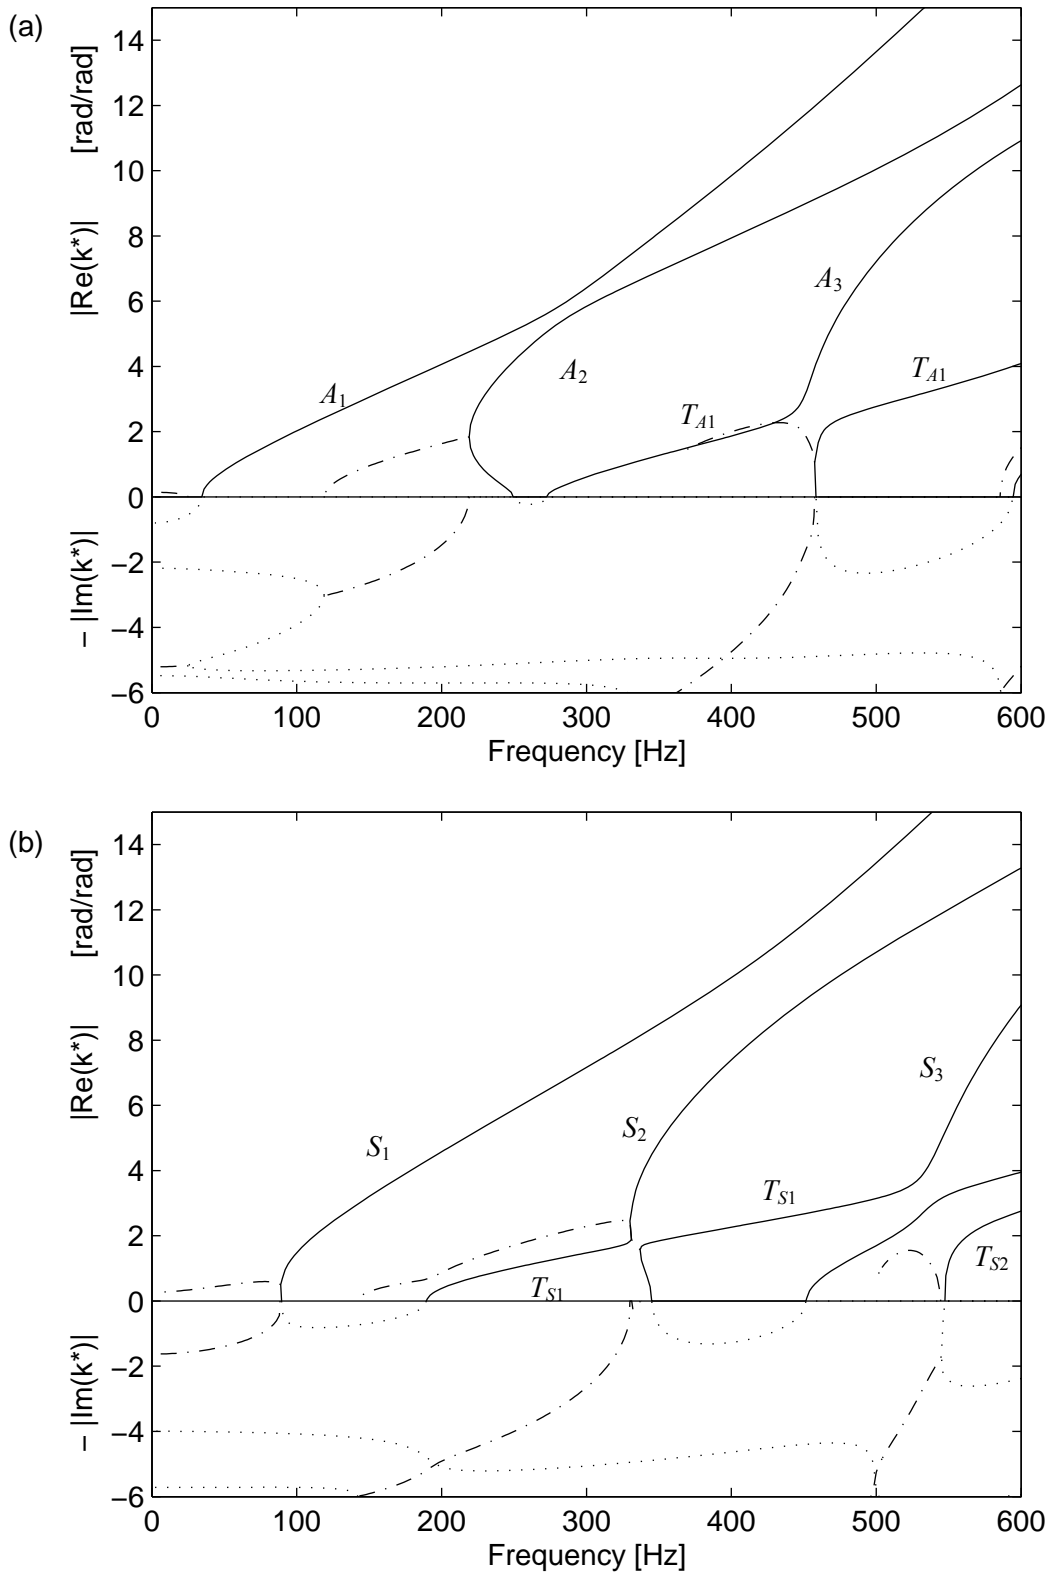 (a)
|Re(k*)| [rad/rad]
– |Im(k*)|
14
12
10
8
6
4
2
0
−2
−4
−6
A1
A2
A3
TA1
TA1
0 100 200 300 400 500 600
Frequency [Hz]
(b)
|Re(k*)| [rad/rad]
– |Im(k*)|
14
12
10
8
6
4
2
0
−2
−4
−6
S1
S2
S3
TS1
TS1
TS2
0 100 200 300 400 500 600
Frequency [Hz]